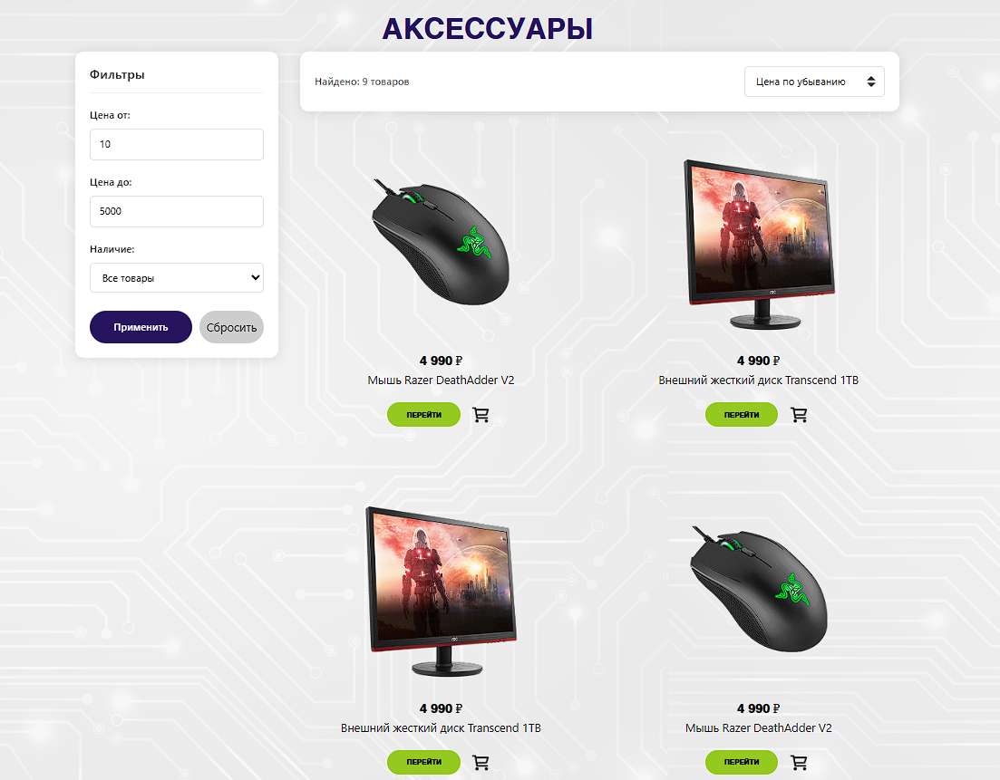 АКСЕССУАРЫ
Фильтры
Цена от:
10
Цена до:
5000
Наличие:
Все товары
Применить
Сбросить
Найдено: 9 товаров
Цена по убыванию
4 990 ₽
Мышь Razer DeathAdder V2
ПЕРЕЙТИ
4 990 ₽
Внешний жесткий диск Transcend 1TB
ПЕРЕЙТИ
4 990 ₽
Внешний жесткий диск Transcend 1TB
ПЕРЕЙТИ
4 990 ₽
Мышь Razer DeathAdder V2
ПЕРЕЙТИ